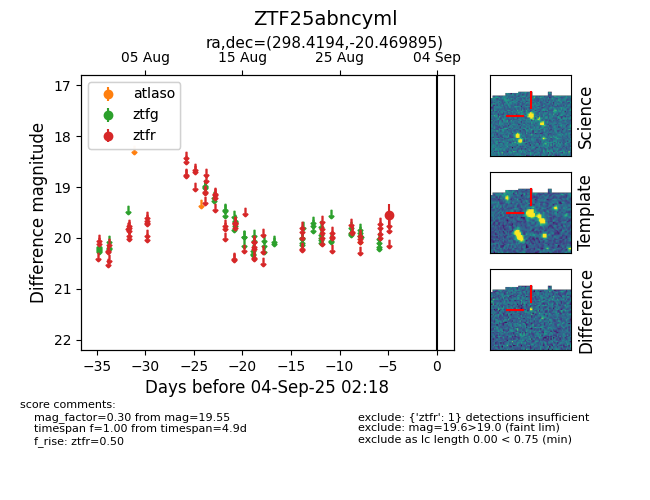 ZTF25abncyml
ra,dec=(298.4194,-20.469895)
05 Aug 15 Aug 25 Aug 04 Sep
17
18
19
20
21
22
Difference magnitude
atlaso
ztfg
ztfr
−35 −30 −25 −20 −15 −10 −5 0
Days before 04-Sep-25 02:18
Science
Template
Difference
score comments:
mag_factor=0.30 from mag=19.55
timespan f=1.00 from timespan=4.9d
f_rise: ztfr=0.50
exclude: {'ztfr': 1} detections insufficient
exclude: mag=19.6>19.0 (faint lim)
exclude as lc length 0.00 < 0.75 (min)